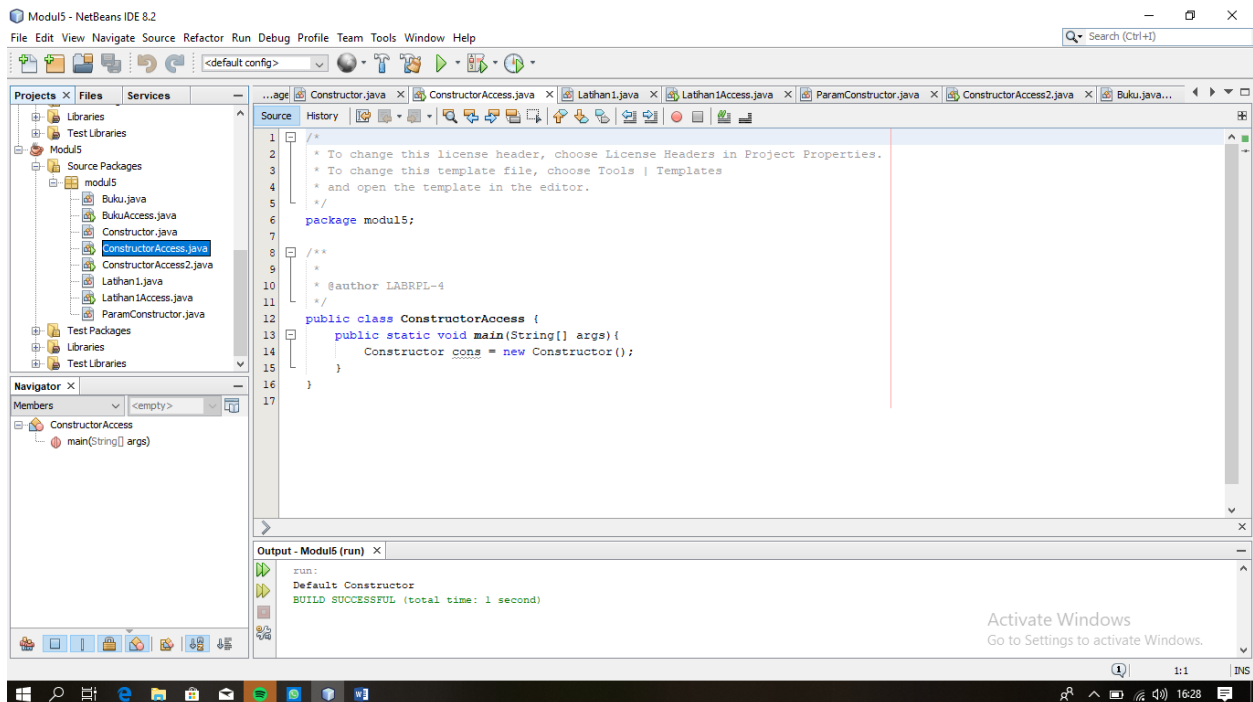 Modul5 - NetBeans IDE 8.2
File Edit View Navigate Source Refactor Run Debug Profile Team Tools Window Help
Search (Ctrl+I)
<default config>
Projects Files Services
...age Constructor.java ConstructorAccess.java Latihan1.java Latihan1Access.java ParamConstructor.java ConstructorAccess2.java Buku.java...
Source History
Libraries
Test Libraries
Modul5
Source Packages
modul5
Buku.java
BukuAccess.java
Constructor.java
ConstructorAccess.java
ConstructorAccess2.java
Latihan1.java
Latihan1Access.java
ParamConstructor.java
Test Packages
Libraries
Test Libraries
1 /*
2 * To change this license header, choose License Headers in Project Properties.
3 * To change this template file, choose Tools | Templates
4 * and open the template in the editor.
5 */
6 package modul5;
7
8 /**
9 *
10 * @author LABRPL-4
11 */
12 public class ConstructorAccess {
13 public static void main(String[] args){
14 Constructor cons = new Constructor();
15 }
16 }
17
Navigator
Members <empty>
ConstructorAccess
main(String[] args)
Output - Modul5 (run)
run:
Default Constructor
BUILD SUCCESSFUL (total time: 1 second)
Activate Windows
Go to Settings to activate Windows.
1 1:1 INS
16:28